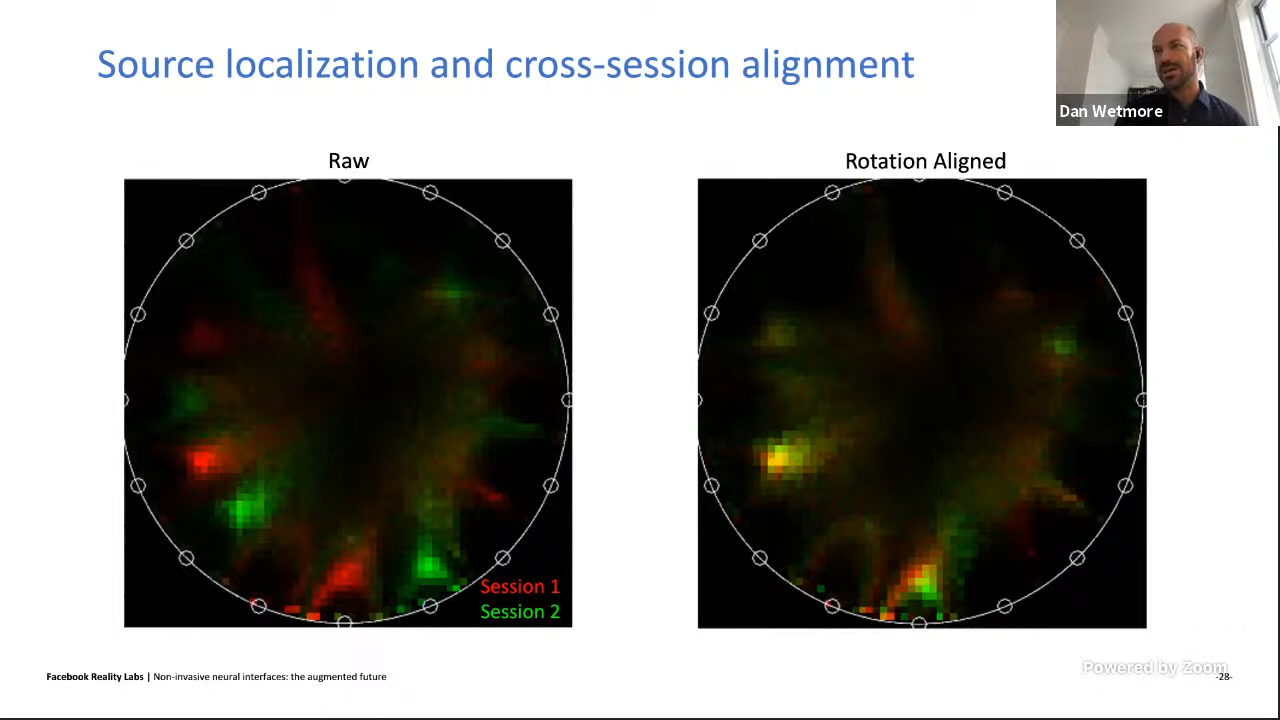 Source localization and cross-session alignment
Dan Wetmore
Raw
Rotation Aligned
Session 1
Session 2
Powered by Zoom
Facebook Reality Labs | Non-invasive neural interfaces: the augmented future
-28-